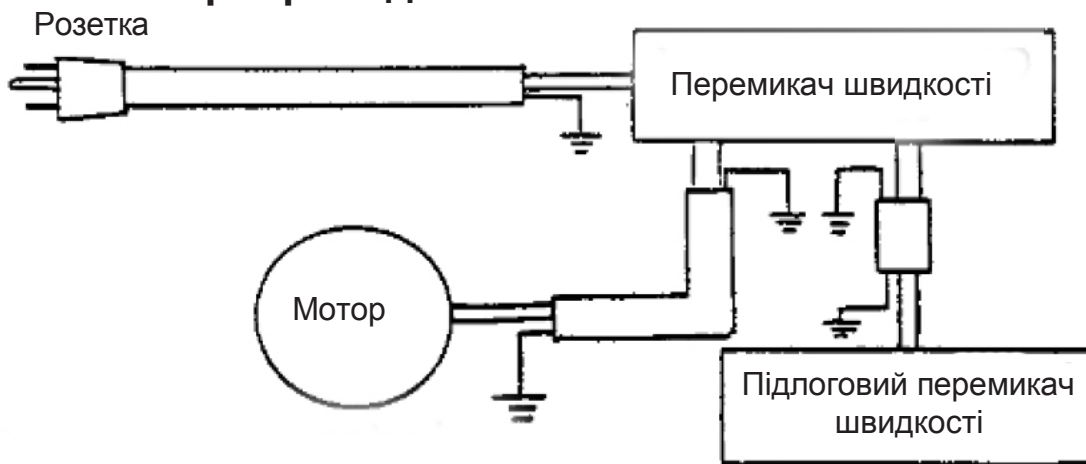 Розетка
Перемикач швидкості
Мотор
Підлоговий перемикач
швидкості